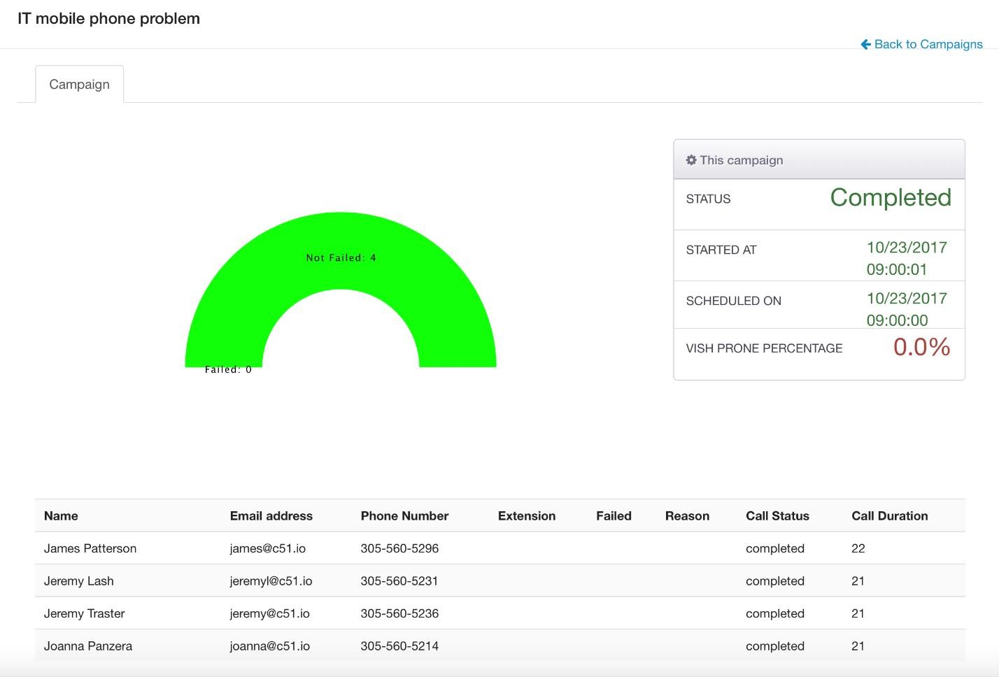 IT mobile phone problem
Back to Campaigns
Campaign
Not Failed: 4
Failed: 0
This campaign
STATUS Completed
STARTED AT 10/23/2017
09:00:01
SCHEDULED ON 10/23/2017
09:00:00
VISH PRONE PERCENTAGE 0.0%
Name Email address Phone Number Extension Failed Reason Call Status Call Duration
James Patterson james@c51.io 305-560-5296 completed 22
Jeremy Lash jeremyl@c51.io 305-560-5231 completed 21
Jeremy Traster jeremy@c51.io 305-560-5236 completed 21
Joanna Panzera joanna@c51.io 305-560-5214 completed 21